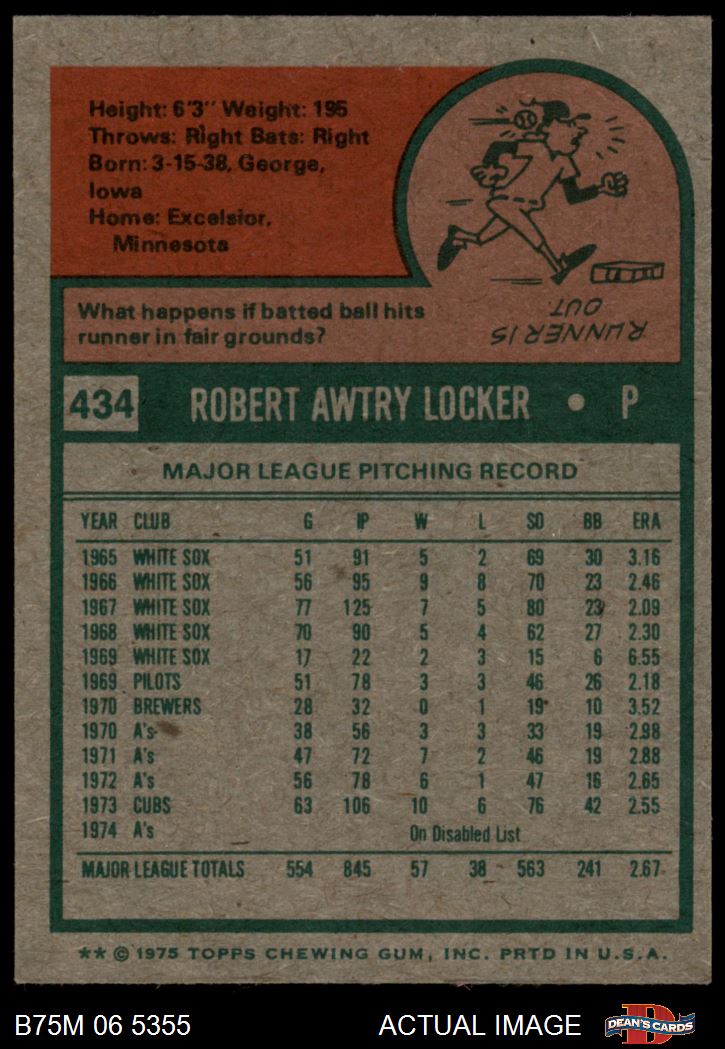 Height: 6'3" Weight: 195
Throws: Right Bats: Right
Born: 3-15-38, George,
Iowa
Home: Excelsior,
Minnesota
What happens if batted ball hits
runner in fair grounds?
RUNNER IS
OUT.
434 ROBERT AWTRY LOCKER • P
MAJOR LEAGUE PITCHING RECORD
YEAR CLUB G IP W L SO BB ERA
1965 WHITE SOX 51 91 5 2 69 30 3.16
1966 WHITE SOX 56 95 9 8 70 23 2.46
1967 WHITE SOX 77 125 7 5 80 23 2.09
1968 WHITE SOX 70 90 5 4 62 27 2.30
1969 WHITE SOX 17 22 2 3 15 6 6.55
1969 PILOTS 51 78 3 3 46 26 2.18
1970 BREWERS 28 32 0 1 19 10 3.52
1970 A's 38 56 3 3 33 19 2.98
1971 A's 47 72 7 2 46 19 2.88
1972 A's 56 78 6 1 47 16 2.65
1973 CUBS 63 106 10 6 76 42 2.55
1974 A's On Disabled List
MAJOR LEAGUE TOTALS 554 845 57 38 563 241 2.67
** © 1975 TOPPS CHEWING GUM, INC. PRTD IN U.S.A.
B75M 06 5355 ACTUAL IMAGE D DEAN'S CARDS